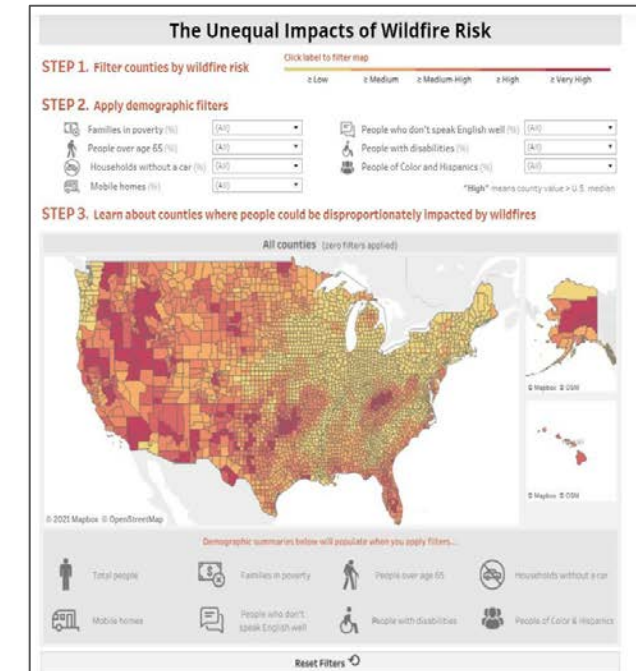 The Unequal Impacts of Wildfire Risk
STEP 1. Filter counties by wildfire risk
Click label to filter map
≥ Low ≥ Medium ≥ Medium-High ≥ High ≥ Very High
STEP 2. Apply demographic filters
Families in poverty (%) (All)
People over age 65 (%) (All)
Households without a car (%) (All)
Mobile homes (%) (All)
People who don't speak English well (%) (All)
People with disabilities (%) (All)
People of Color and Hispanics (%) (All)
"High" means county value > U.S. median
STEP 3. Learn about counties where people could be disproportionately impacted by wildfires
All counties (zero filters applied)
© Mapbox © OSM
© Mapbox © OSM
© 2021 Mapbox © OpenStreetMap
Demographic summaries below will populate when you apply filters...
Total people
Families in poverty
People over age 65
Households without a car
Mobile homes
People who don't
speak English well
People with disabilities
People of Color & Hispanics
Reset Filters